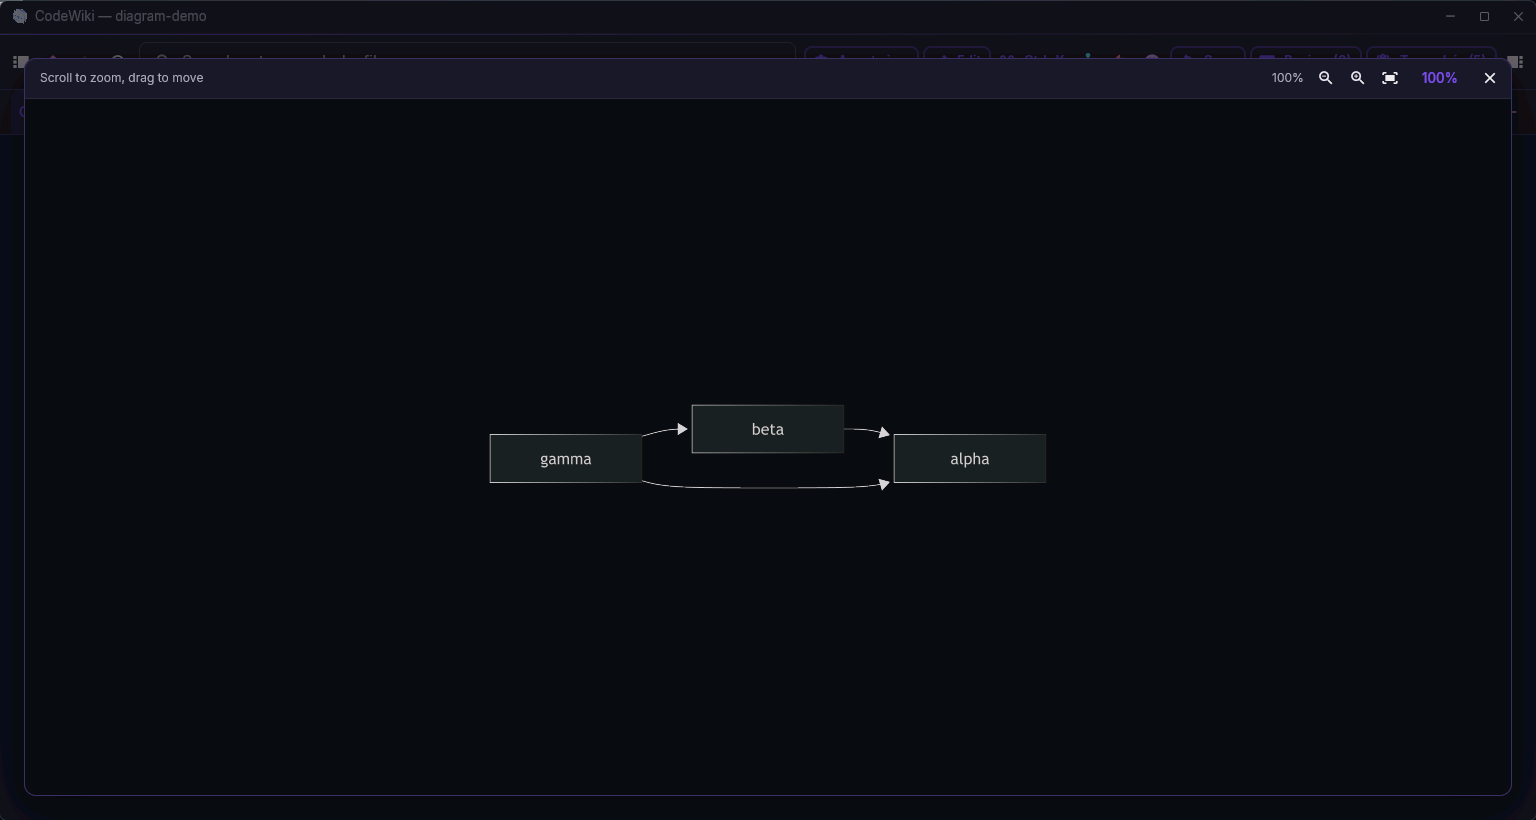 CodeWiki — diagram-demo
Scroll to zoom, drag to move
100%
100%
beta
gamma
alpha